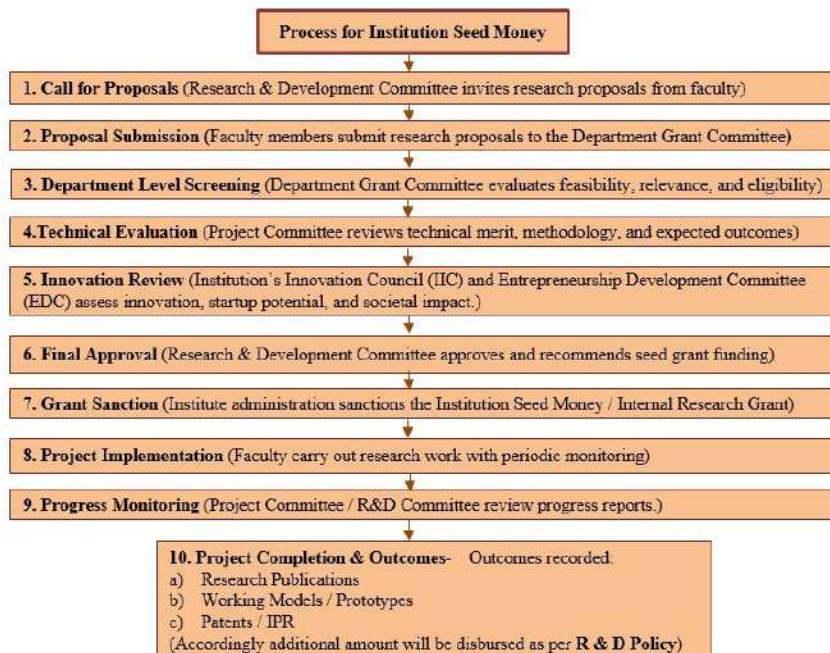 Process for Institution Seed Money
1. Call for Proposals (Research & Development Committee invites research proposals from faculty)
2. Proposal Submission (Faculty members submit research proposals to the Department Grant Committee)
3. Department Level Screening (Department Grant Committee evaluates feasibility, relevance, and eligibility)
4.Technical Evaluation (Project Committee reviews technical merit, methodology, and expected outcomes)
5. Innovation Review (Institution's Innovation Council (IIC) and Entrepreneurship Development Committee
(EDC) assess innovation, startup potential, and societal impact.)
6. Final Approval (Research & Development Committee approves and recommends seed grant funding)
7. Grant Sanction (Institute administration sanctions the Institution Seed Money / Internal Research Grant)
8. Project Implementation (Faculty carry out research work with periodic monitoring)
9. Progress Monitoring (Project Committee / R&D Committee review progress reports.)
10. Project Completion & Outcomes- Outcomes recorded:
a) Research Publications
b) Working Models / Prototypes
c) Patents / IPR
(Accordingly additional amount will be disbursed as per R & D Policy)